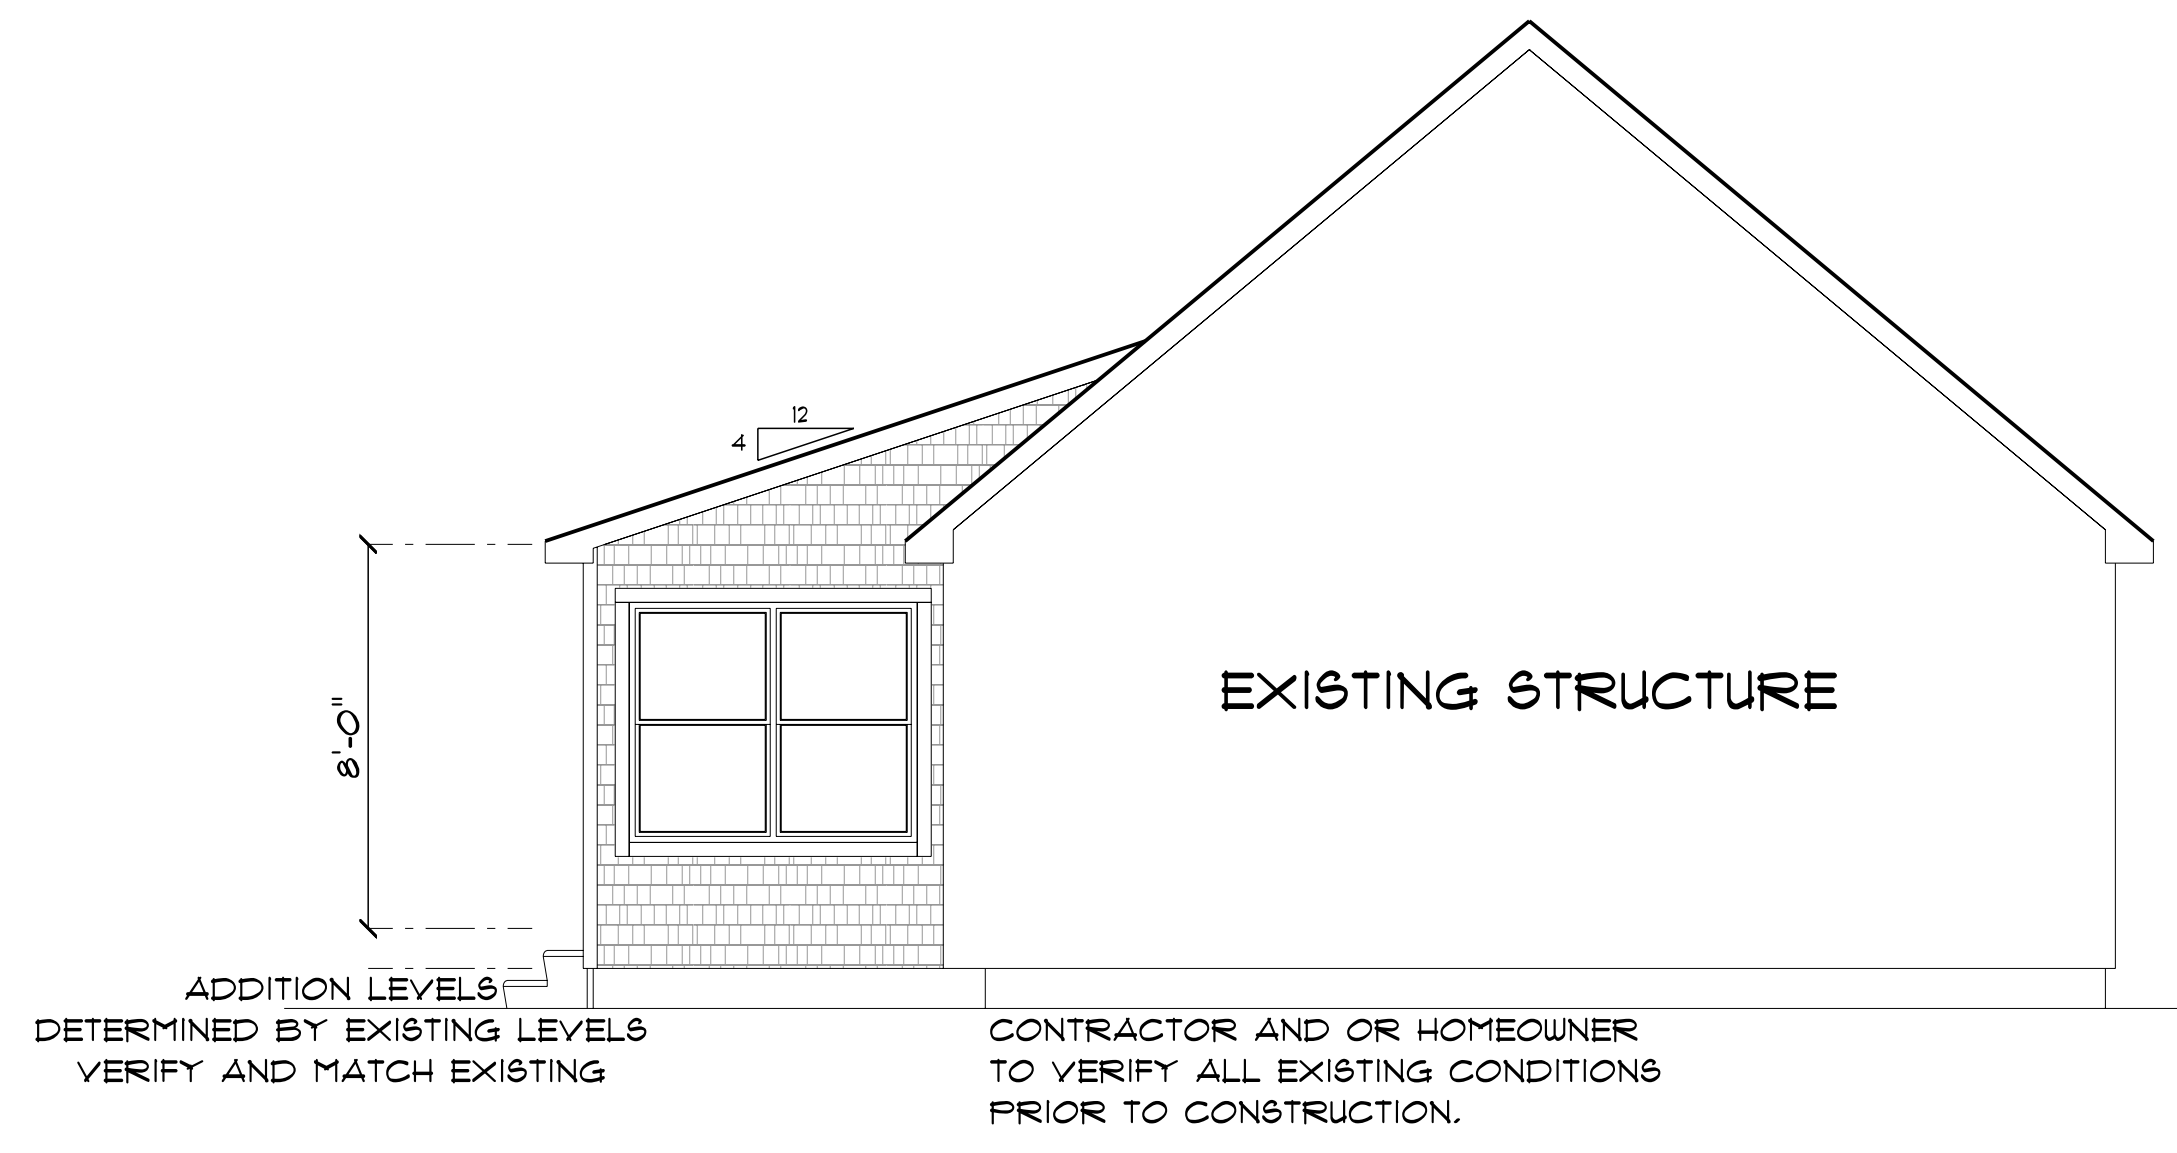 12
4
EXISTING STRUCTURE
8'-0"
ADDITION LEVELS
DETERMINED BY EXISTING LEVELS
VERIFY AND MATCH EXISTING
CONTRACTOR AND OR HOMEOWNER
TO VERIFY ALL EXISTING CONDITIONS
PRIOR TO CONSTRUCTION.